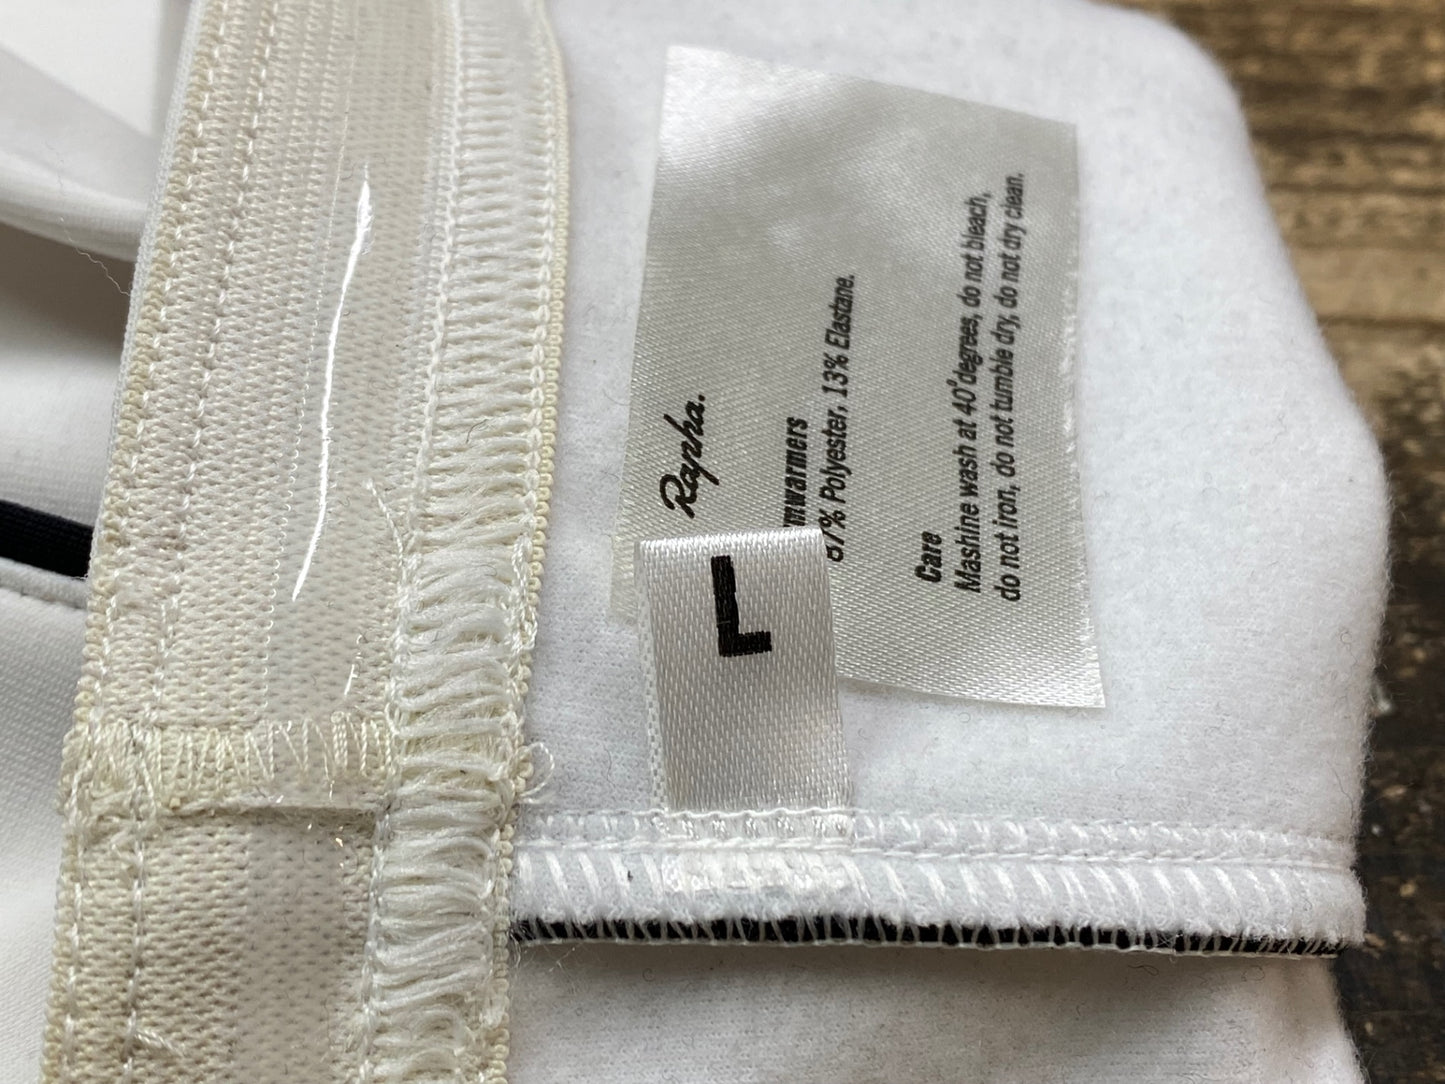 Rapha.
mwarmers
87% Polyester, 13% Elastane.
Care
Mashine wash at 40°degrees, do not bleach,
do not iron, do not tumble dry, do not dry clean.
L